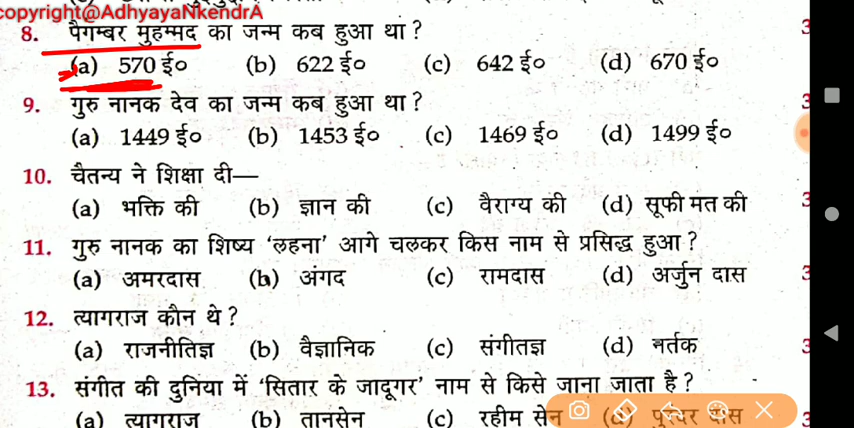 copyright@AdhyayaNkendrA
8. पैगम्बर मुहम्मद का जन्म कब हुआ था ?
(a) 570 ई० (b) 622 ई० (c) 642 ई० (d) 670 ई०
9. गुरु नानक देव का जन्म कब हुआ था ?
(a) 1449 ई० (b) 1453 ई० (c) 1469 ई० (d) 1499 ई०
10. चैतन्य ने शिक्षा दी—
(a) भक्ति की (b) ज्ञान की (c) वैराग्य की (d) सूफी मत की
11. गुरु नानक का शिष्य ‘लहना’ आगे चलकर किस नाम से प्रसिद्ध हुआ ?
(a) अमरदास (b) अंगद (c) रामदास (d) अर्जुन दास
12. त्यागराज कौन थे ?
(a) राजनीतिज्ञ (b) वैज्ञानिक (c) संगीतज्ञ (d) नर्तक
13. संगीत की दुनिया में ‘सितार के जादूगर’ नाम से किसे जाना जाता है ?
(a) त्यागराज (b) तानसेन (c) रहीम सेन (d) पुरंदर दास